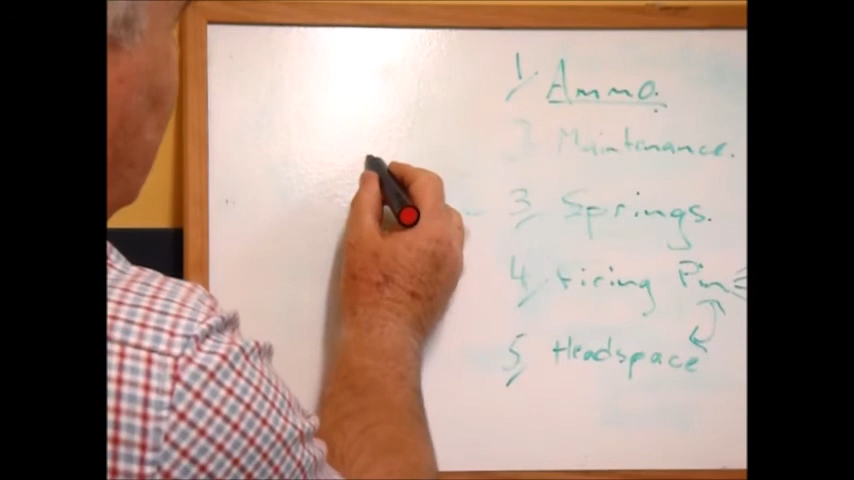 1/ Ammo.
2 Maintenance.
3/ Springs.
4/ Firing Pin
5/ Headspace